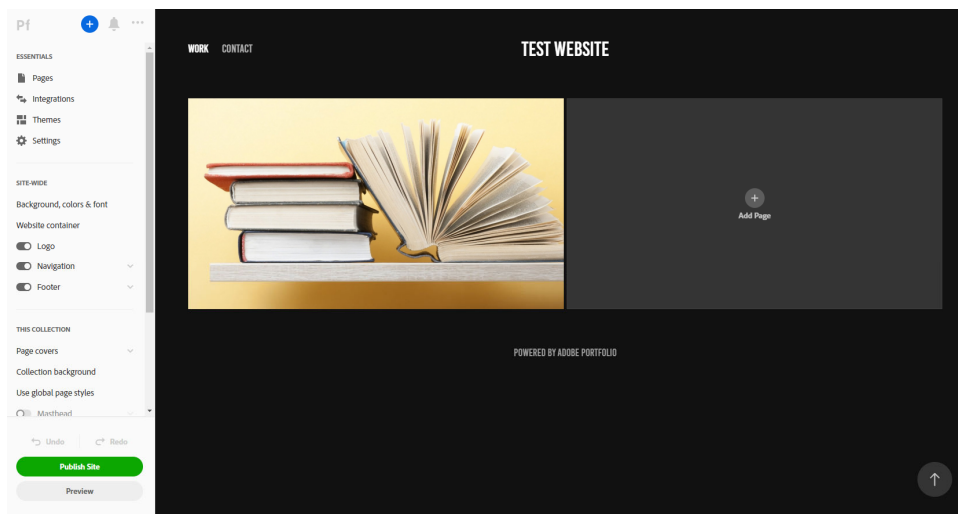 Pf
ESSENTIALS
Pages
Integrations
Themes
Settings
SITE-WIDE
Background, colors & font
Website container
Logo
Navigation
Footer
THIS COLLECTION
Page covers
Collection background
Use global page styles
Masthead
Undo Redo
Publish Site
Preview
WORK CONTACT
TEST WEBSITE
Add Page
POWERED BY ADOBE PORTFOLIO